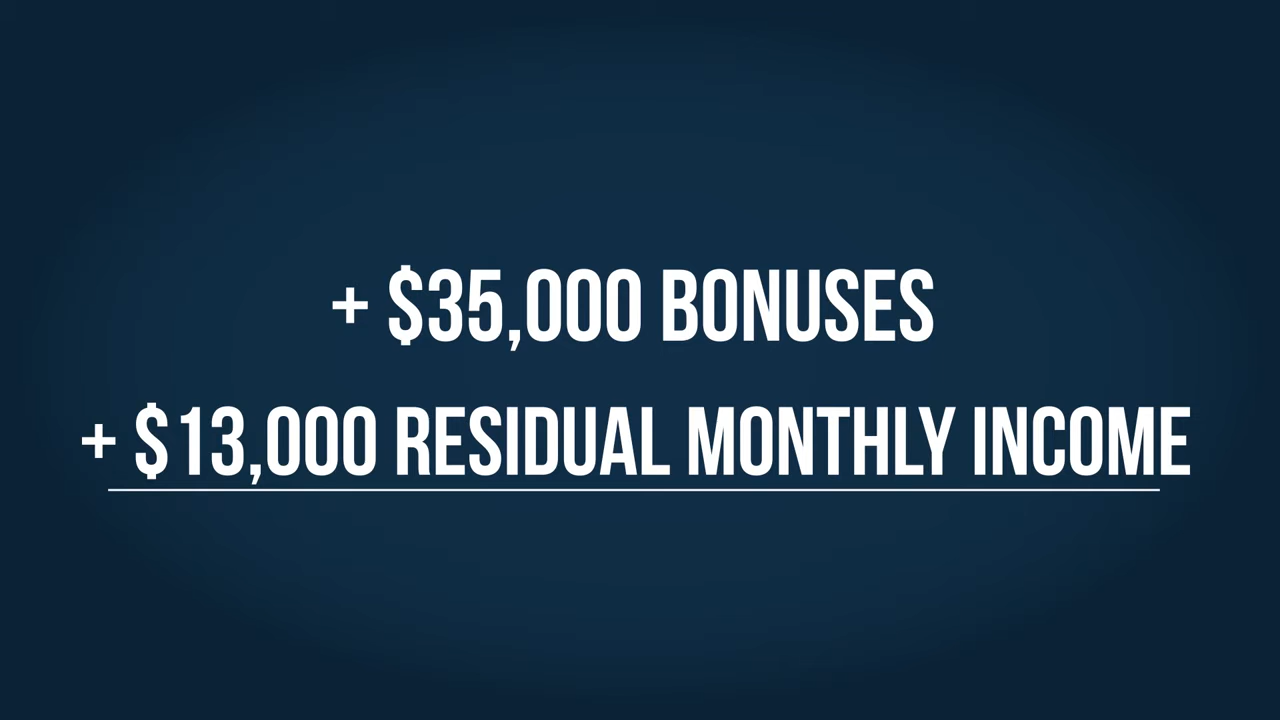 + $35,000 BONUSES
+ $13,000 RESIDUAL MONTHLY INCOME